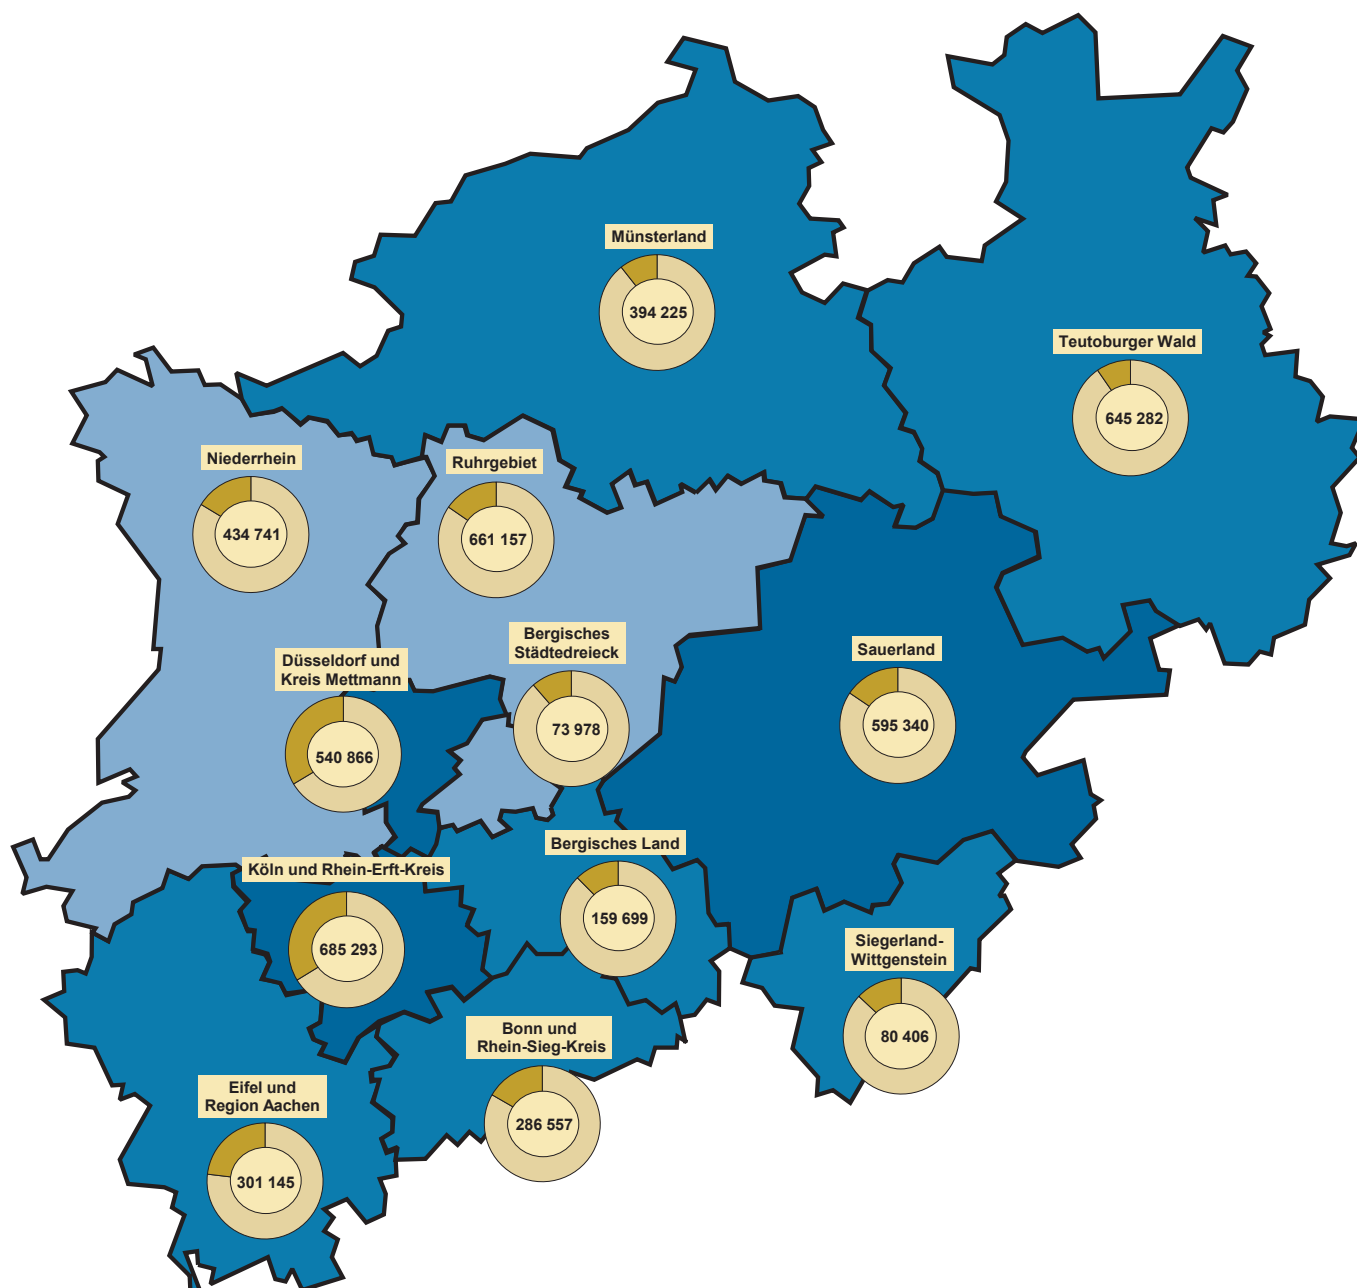 Münsterland
394 225
Teutoburger Wald
645 282
Niederrhein
434 741
Ruhrgebiet
661 157
Bergisches
Städtedreieck
73 978
Düsseldorf und
Kreis Mettmann
540 866
Sauerland
595 340
Bergisches Land
159 699
Köln und Rhein-Erft-Kreis
685 293
Siegerland-
Wittgenstein
80 406
Bonn und
Rhein-Sieg-Kreis
286 557
Eifel und
Region Aachen
301 145